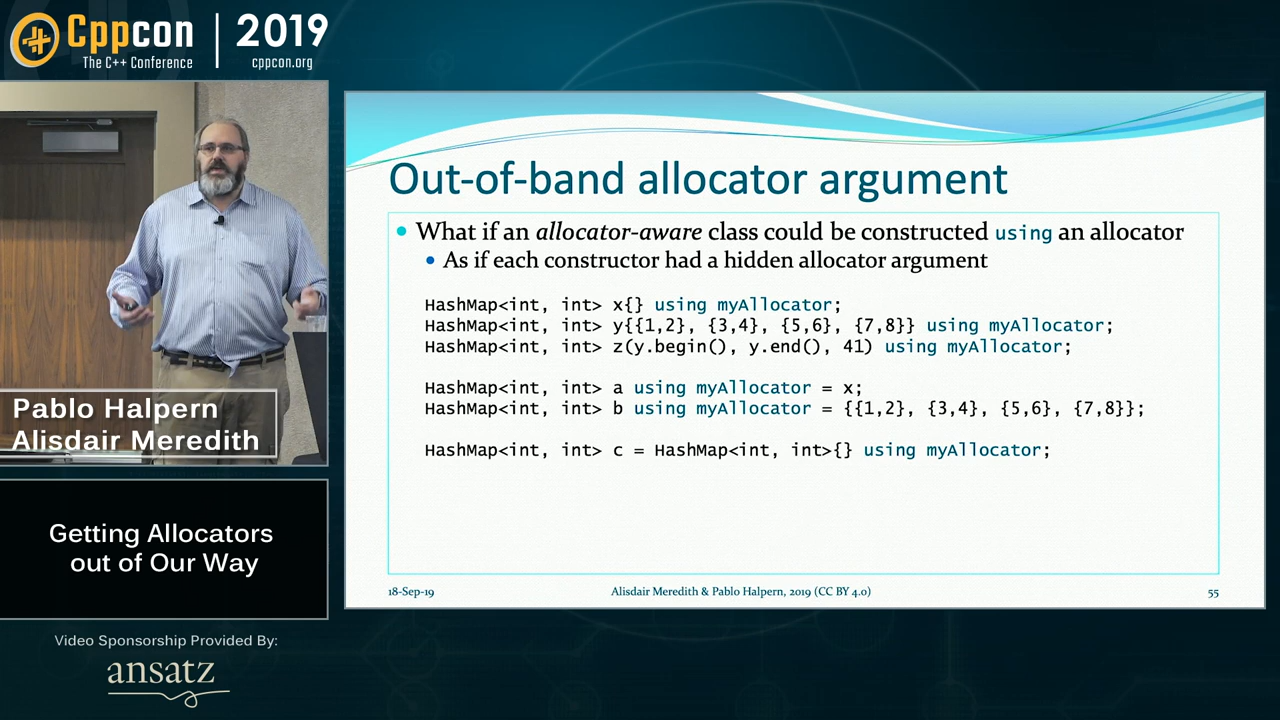 Cppcon
The C++ Conference
2019
cppcon.org
Pablo Halpern
Alisdair Meredith
Getting Allocators
out of Our Way
Video Sponsorship Provided By:
ansatz
Out-of-band allocator argument
What if an allocator-aware class could be constructed using an allocator
As if each constructor had a hidden allocator argument
HashMap<int, int> x{} using myAllocator;
HashMap<int, int> y{{1,2}, {3,4}, {5,6}, {7,8}} using myAllocator;
HashMap<int, int> z(y.begin(), y.end(), 41) using myAllocator;
HashMap<int, int> a using myAllocator = x;
HashMap<int, int> b using myAllocator = {{1,2}, {3,4}, {5,6}, {7,8}};
HashMap<int, int> c = HashMap<int, int>{} using myAllocator;
18-Sep-19
Alisdair Meredith & Pablo Halpern, 2019 (CC BY 4.0)
55